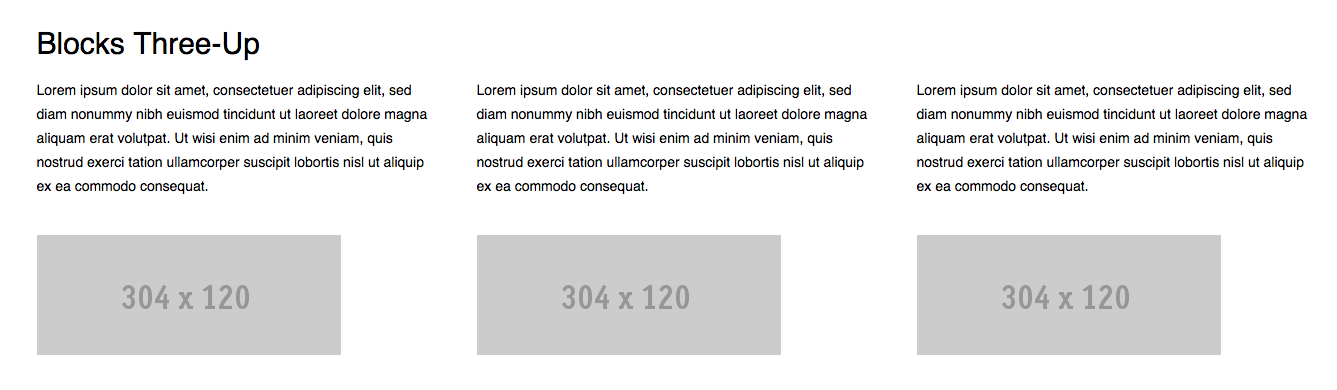 Blocks Three-Up
Lorem ipsum dolor sit amet, consectetuer adipiscing elit, sed
diam nonummy nibh euismod tincidunt ut laoreet dolore magna
aliquam erat volutpat. Ut wisi enim ad minim veniam, quis
nostrud exerci tation ullamcorper suscipit lobortis nisl ut aliquip
ex ea commodo consequat.
304 x 120
Lorem ipsum dolor sit amet, consectetuer adipiscing elit, sed
diam nonummy nibh euismod tincidunt ut laoreet dolore magna
aliquam erat volutpat. Ut wisi enim ad minim veniam, quis
nostrud exerci tation ullamcorper suscipit lobortis nisl ut aliquip
ex ea commodo consequat.
304 x 120
Lorem ipsum dolor sit amet, consectetuer adipiscing elit, sed
diam nonummy nibh euismod tincidunt ut laoreet dolore magna
aliquam erat volutpat. Ut wisi enim ad minim veniam, quis
nostrud exerci tation ullamcorper suscipit lobortis nisl ut aliquip
ex ea commodo consequat.
304 x 120